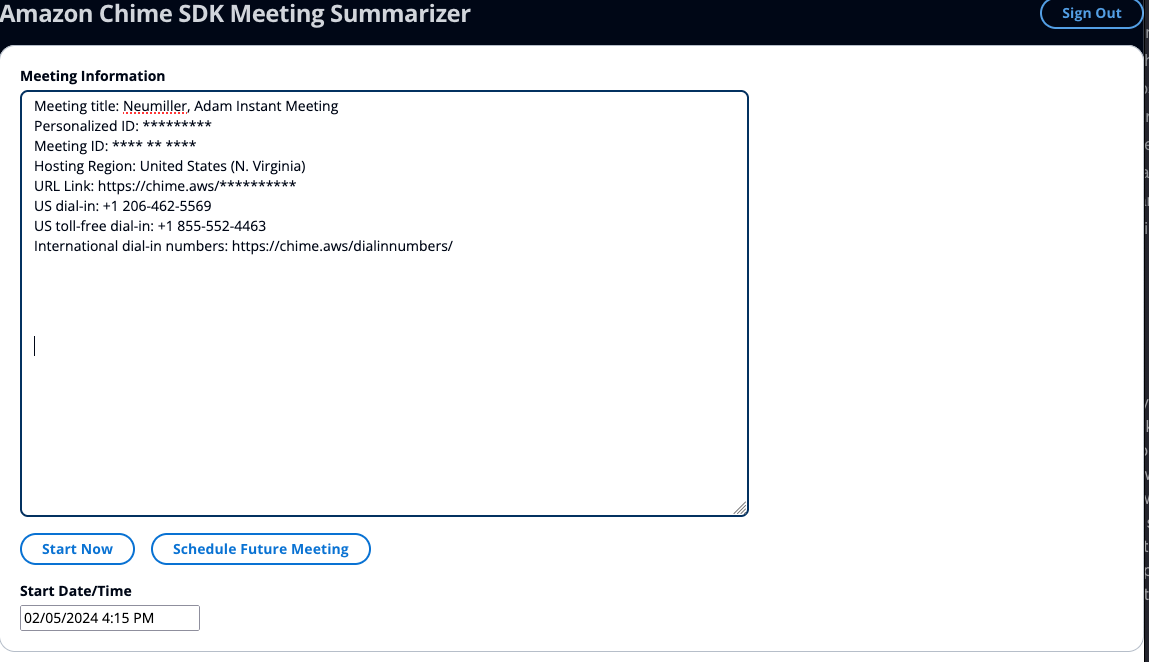 Amazon Chime SDK Meeting Summarizer
Sign Out
Meeting Information
Meeting title: Neumiller, Adam Instant Meeting
Personalized ID: *********
Meeting ID: **** ** ****
Hosting Region: United States (N. Virginia)
URL Link: https://chime.aws/**********
US dial-in: +1 206-462-5569
US toll-free dial-in: +1 855-552-4463
International dial-in numbers: https://chime.aws/dialinnumbers/
Start Now
Schedule Future Meeting
Start Date/Time
02/05/2024 4:15 PM